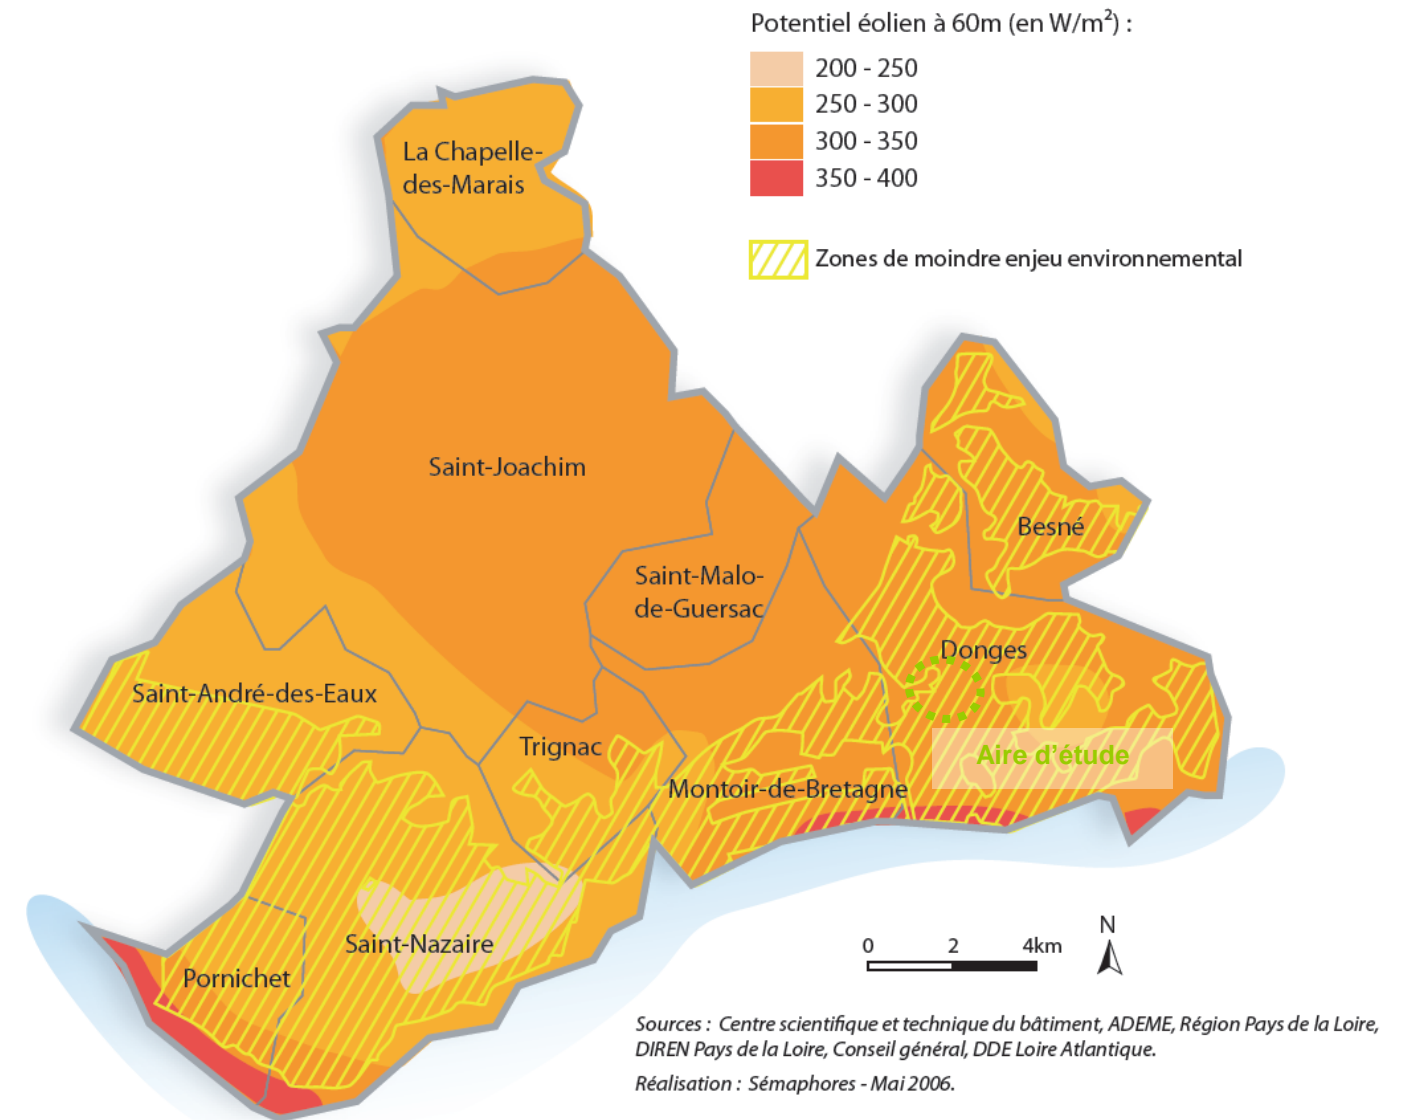 Potentiel éolien à 60m (en W/m²) :
200 - 250
250 - 300
300 - 350
350 - 400
Zones de moindre enjeu environnemental
La Chapelle-
des-Marais
Saint-Joachim
Besné
Saint-Malo-
de-Guersac
Donges
Saint-André-des-Eaux
Trignac
Aire d'étude
Montoir-de-Bretagne
Saint-Nazaire
Pornichet
0 2 4km
N
Sources : Centre scientifique et technique du bâtiment, ADEME, Région Pays de la Loire,
DIREN Pays de la Loire, Conseil général, DDE Loire Atlantique.
Réalisation : Sémaphores - Mai 2006.